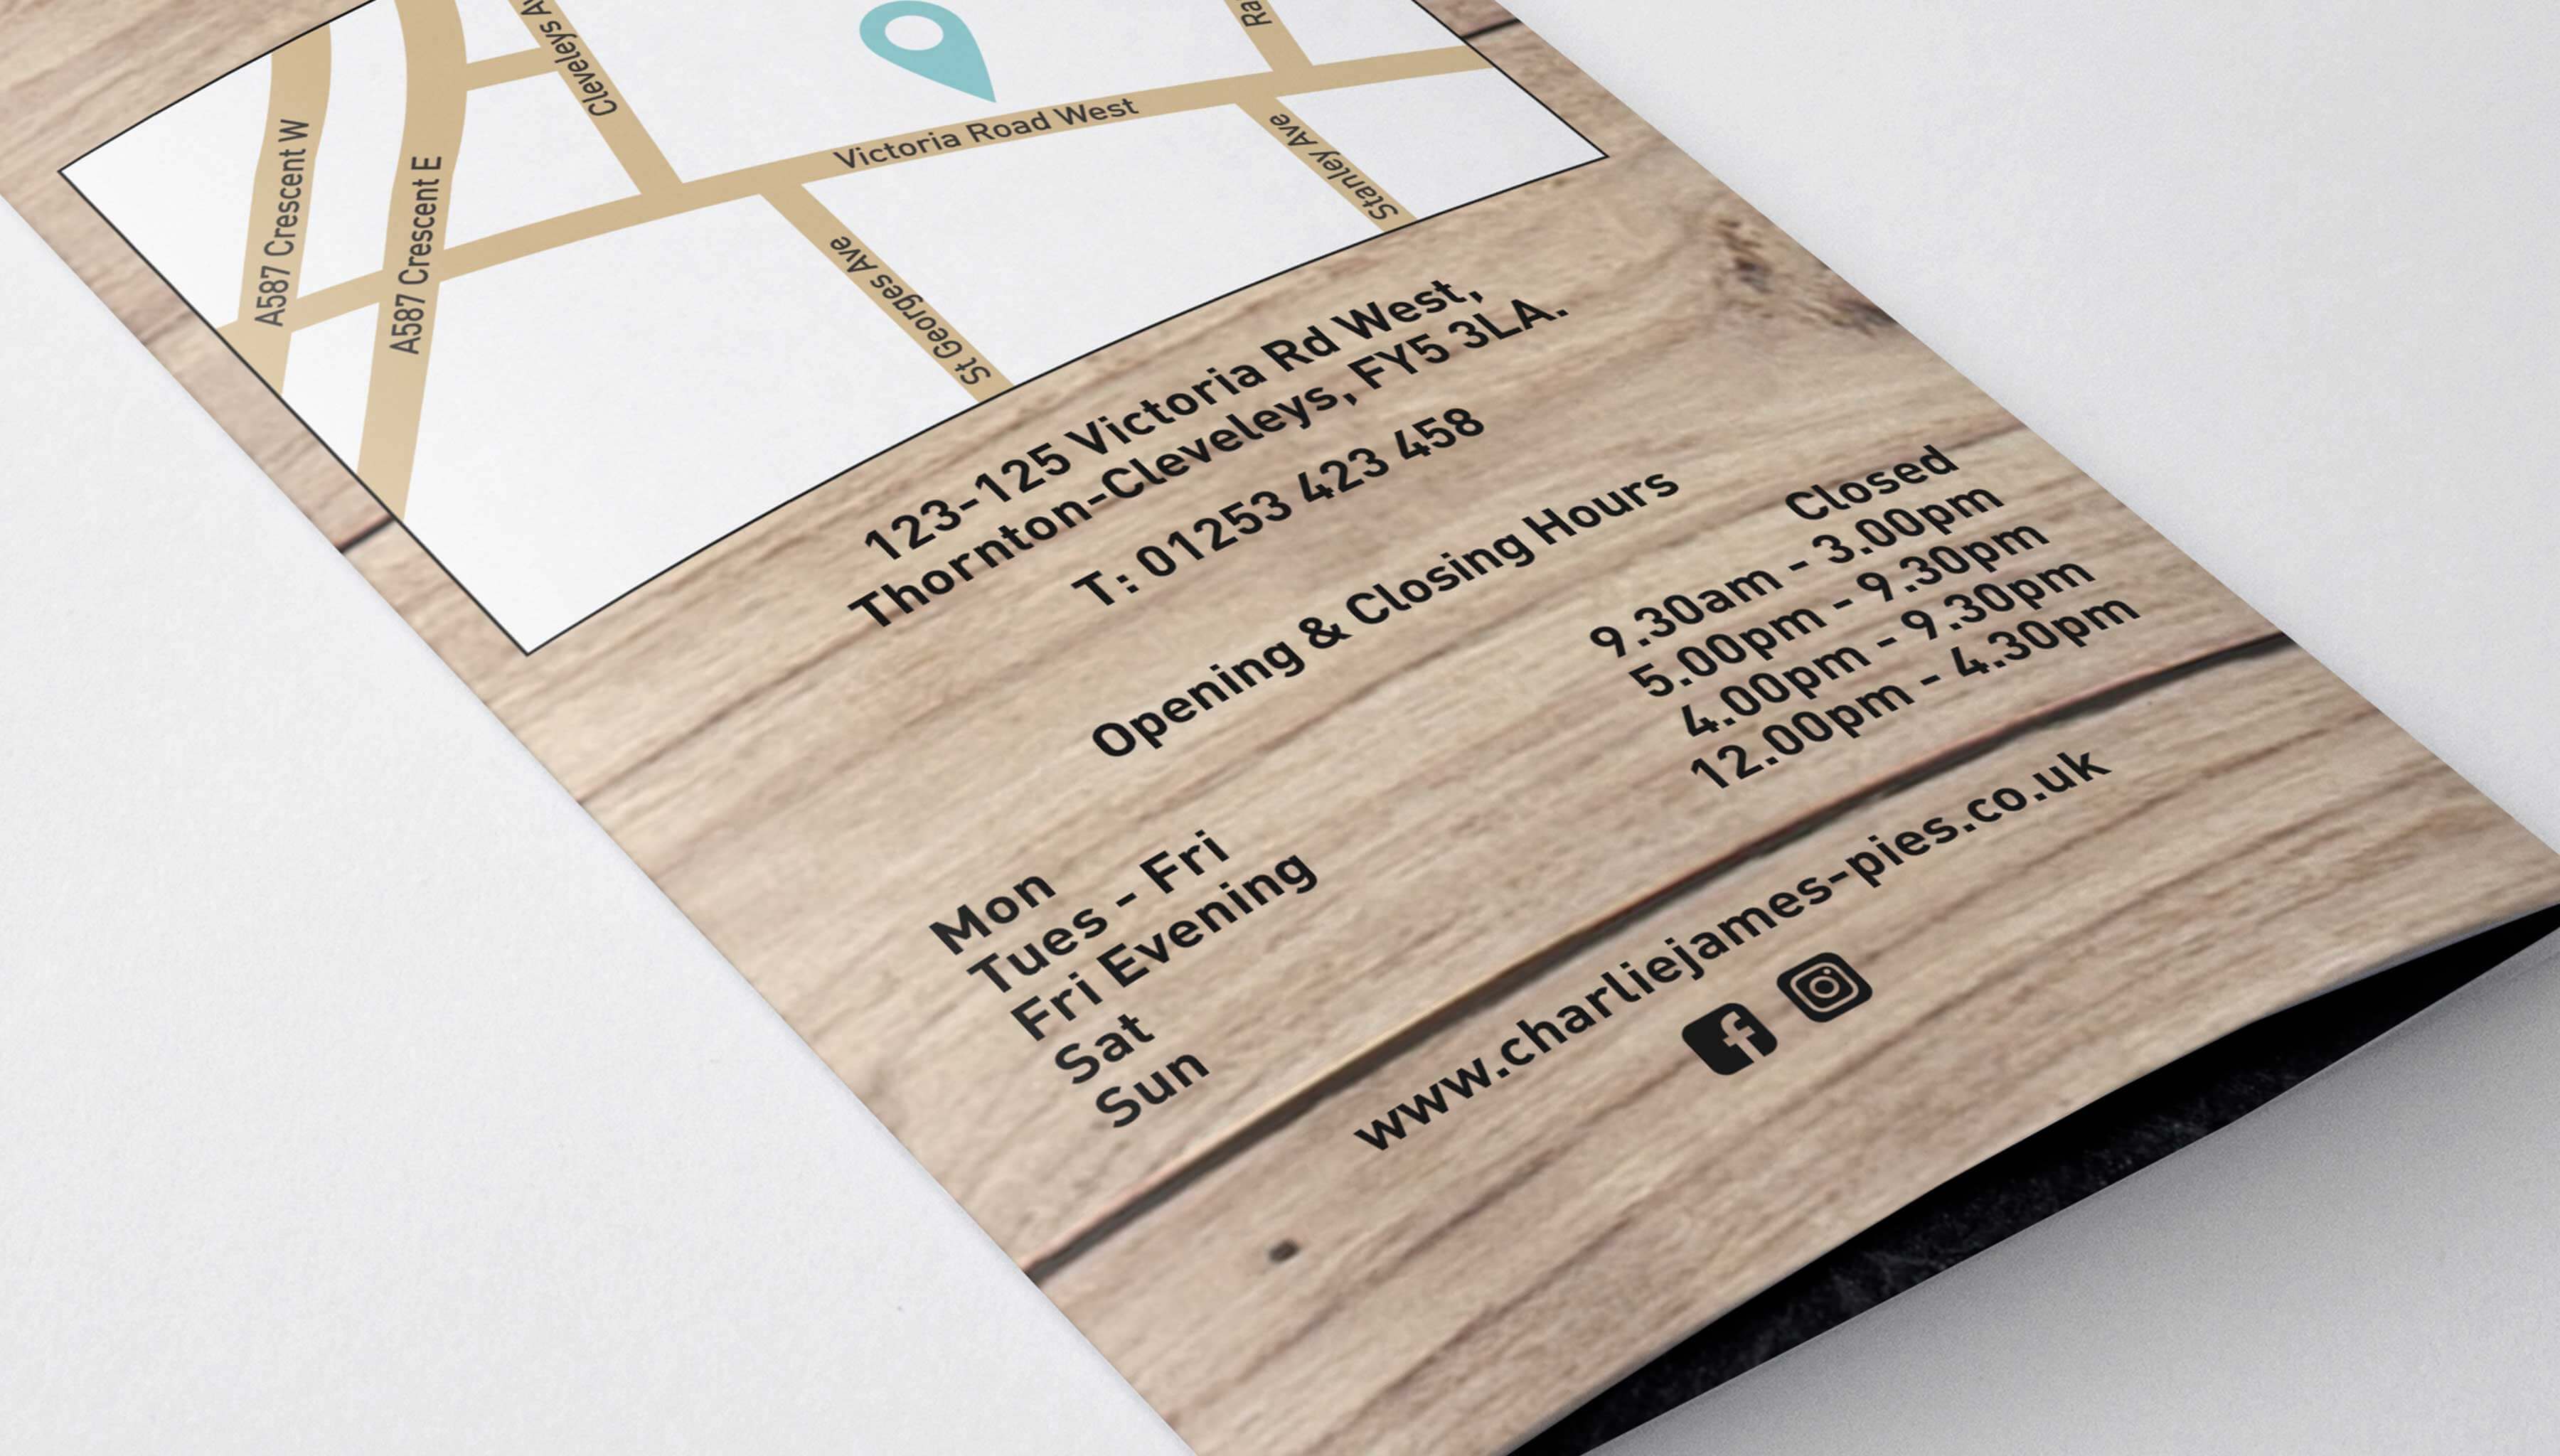 A587 Crescent W
A587 Crescent E
Cleveleys
Victoria Road West
St Georges Ave
Stanley Ave
123-125 Victoria Rd West,
Thornton-Cleveleys, FY5 3LA.
T: 01253 423 458
Opening & Closing Hours
Mon Closed
Tues - Fri 9.30am - 3.00pm
Fri Evening 5.00pm - 9.30pm
Sat 4.00pm - 9.30pm
Sun 12.00pm - 4.30pm
www.charliejames-pies.co.uk